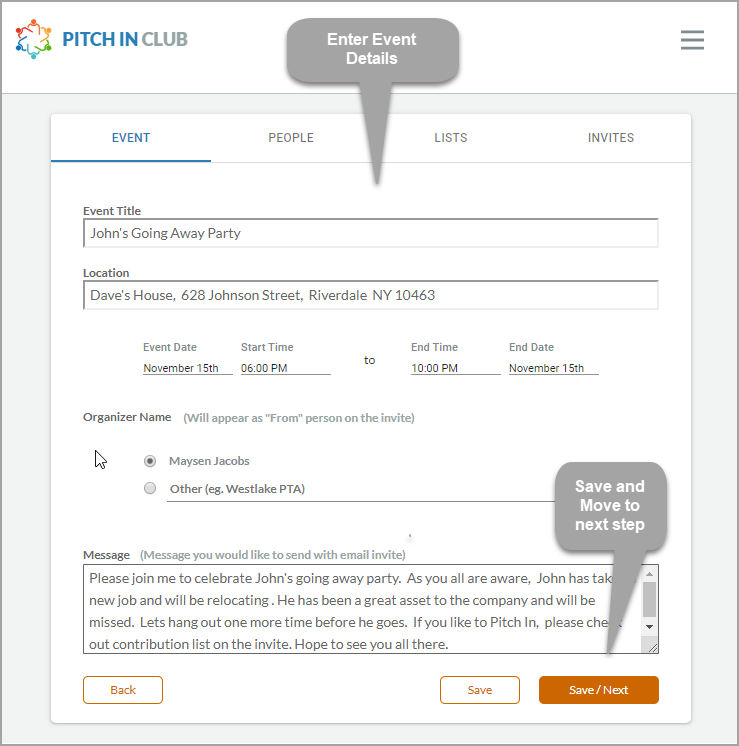 PITCH IN CLUB
Enter Event
Details
EVENT PEOPLE LISTS INVITES
Event Title
John's Going Away Party
Location
Dave's House, 628 Johnson Street, Riverdale NY 10463
Event Date Start Time End Time End Date
November 15th 06:00 PM to 10:00 PM November 15th
Organizer Name (Will appear as "From" person on the invite)
Maysen Jacobs
Other (eg. Westlake PTA)
Save and
Move to
next step
Message (Message you would like to send with email invite)
Please join me to celebrate John's going away party. As you all are aware, John has
new job and will be relocating . He has been a great asset to the company and will be
missed. Lets hang out one more time before he goes. If you like to Pitch In, please
out contribution list on the invite. Hope to see you all there.
Back Save Save / Next